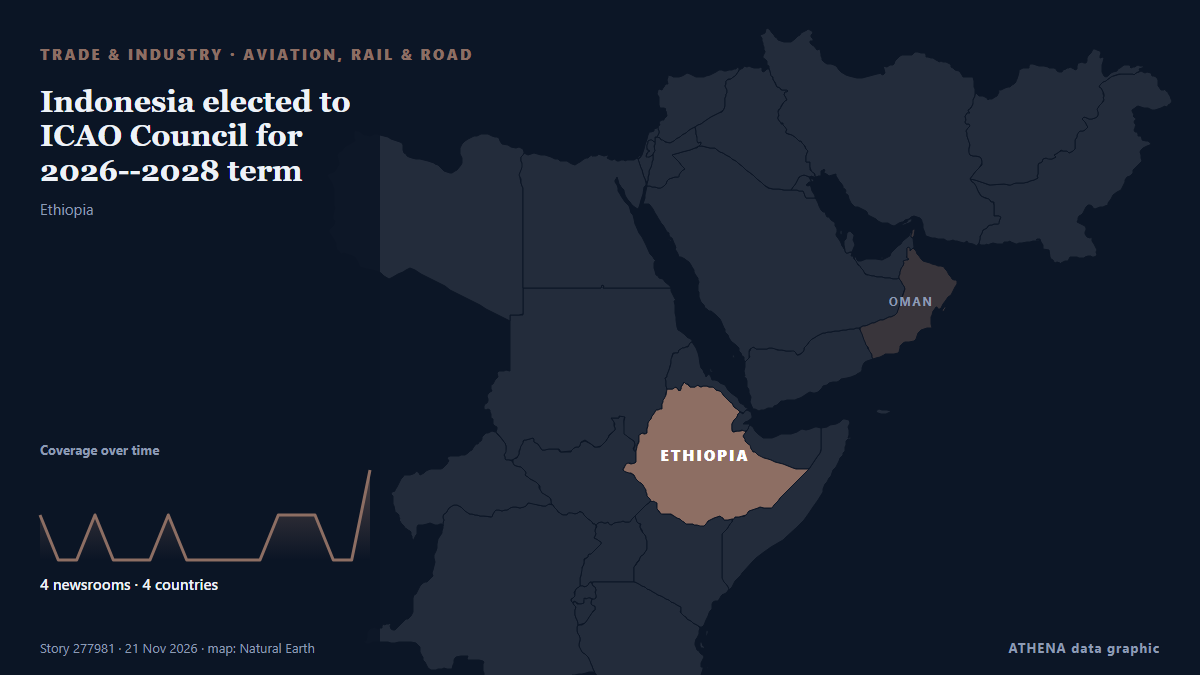 TRADE & INDUSTRY · AVIATION, RAIL & ROAD
Indonesia elected to
ICAO Council for
2026--2028 term
Ethiopia
OMAN
ETHIOPIA
Coverage over time
4 newsrooms · 4 countries
Story 277981 · 21 Nov 2026 · map: Natural Earth
ATHENA data graphic